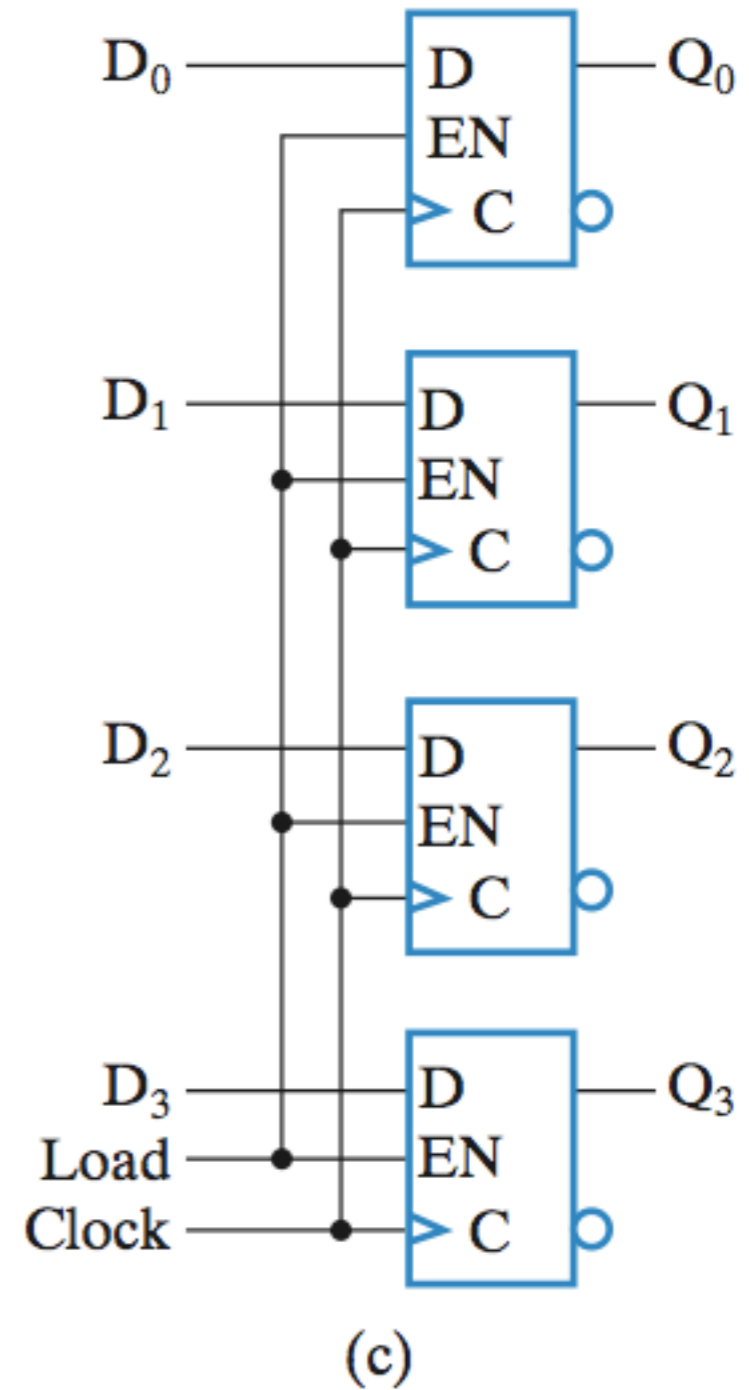 D₀ D Q₀
EN
C
D₁ D Q₁
EN
C
D₂ D Q₂
EN
C
D₃ D Q₃
Load EN
Clock C
(c)